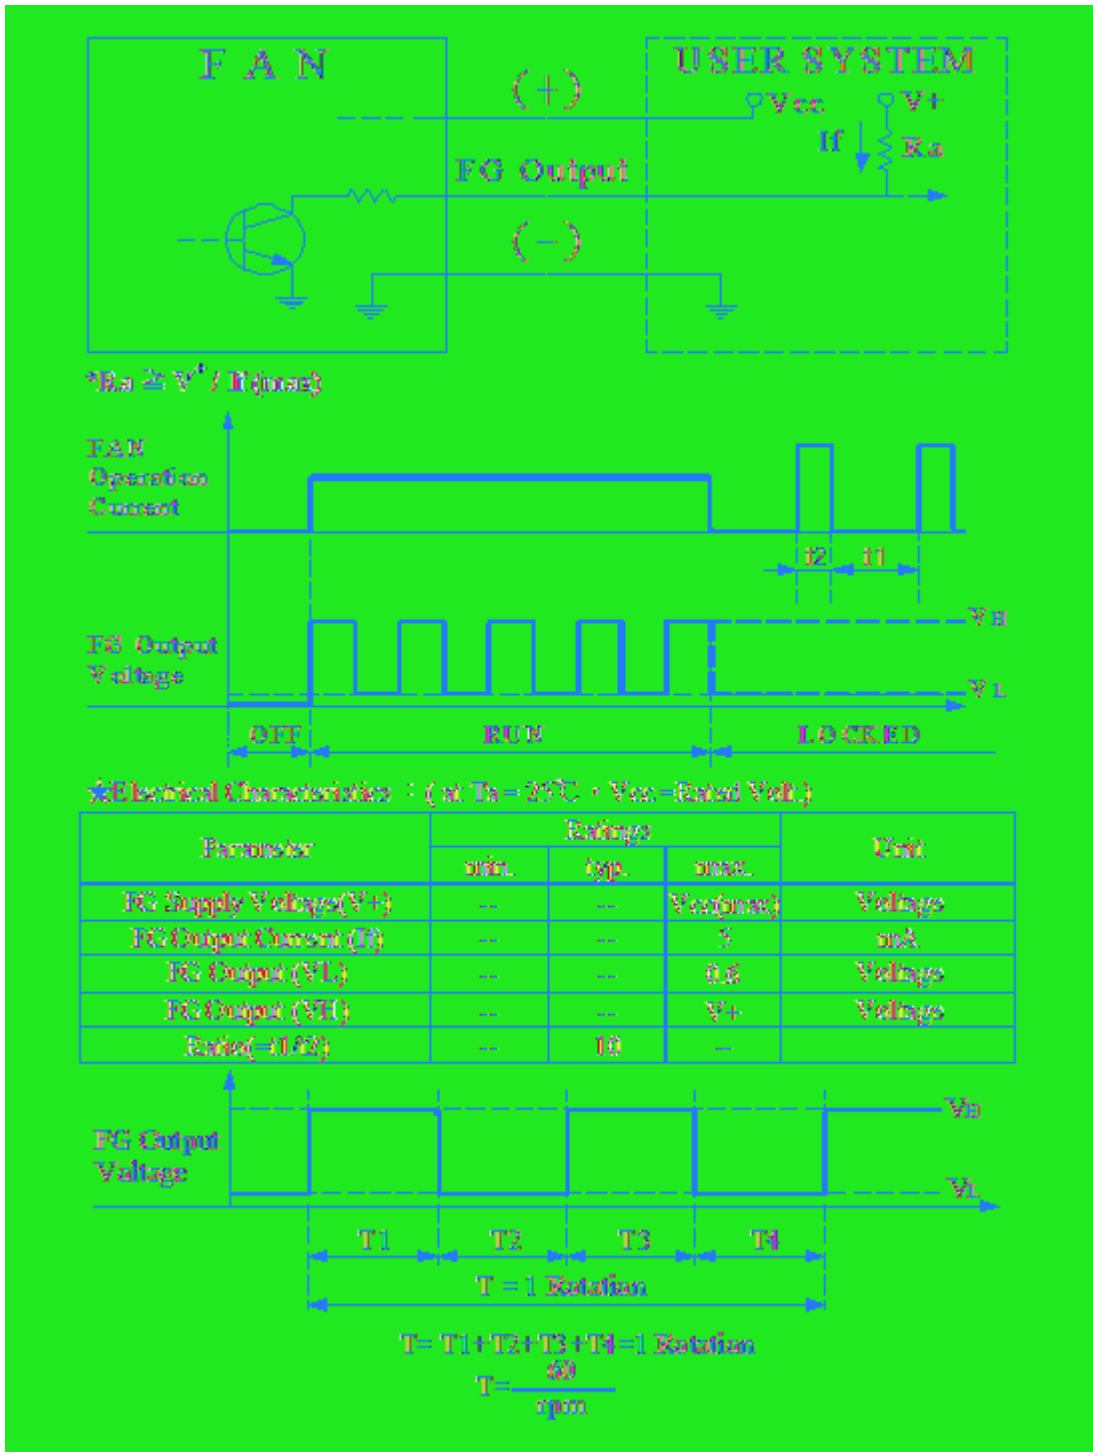 FAN
USER SYSTEM
(+)
Vcc
V+
If
Ra
FG Output
(−)
*Ra ≧ V+ / If(max)
FAN
Operation
Current
t2
t1
FG Output
Voltage
VH
VL
OFF
RUN
LOCKED
★Electrical Characteristics : ( at Ta = 25℃ , Vcc =Rated Volt.)
Parameter
Ratings
Unit
min.
typ.
max.
FG Supply Voltage(V+) -- -- Vcc(max) Voltage
FG Output Current (If) -- -- 5 mA
FG Output (VL) -- -- 0.6 Voltage
FG Output (VH) -- -- V+ Voltage
Ratio(=t1/t2) -- 10 --
FG Output
Voltage
VH
VL
T1
T2
T3
T4
T = 1 Rotation
T= T1+T2+T3+T4=1 Rotation
T= 60
rpm